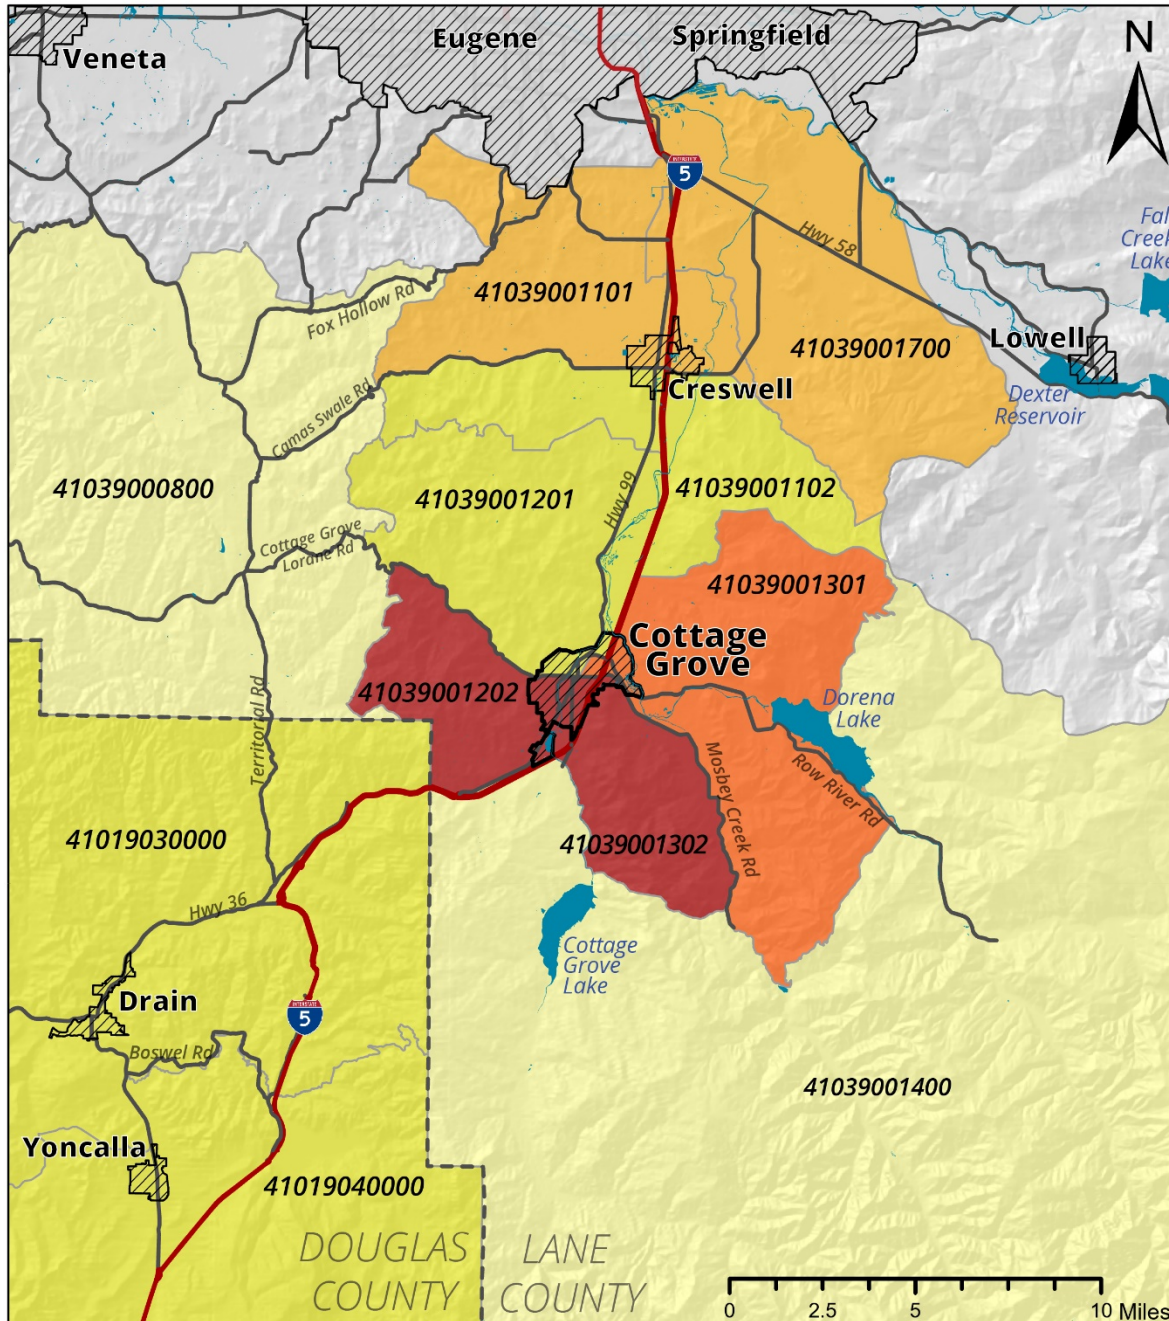 Eugene
Springfield
Veneta
N
INTERSTATE
5
Fal
Creek
Lake
Hwy 58
Fox Hollow Rd
41039001101
Lowell
41039001700
Creswell
Dexter
Reservoir
Camas Swale Rd
41039000800
41039001201
Hwy 99
41039001102
Cottage Grove
Lorane Rd
41039001301
Cottage
Grove
41039001202
Dorena
Lake
Territorial Rd
Mosbey Creek Rd
Row River Rd
41019030000
41039001302
Hwy 36
Cottage
Grove
Lake
Drain
INTERSTATE
5
Boswel Rd
41039001400
Yoncalla
41019040000
DOUGLAS
COUNTY
LANE
COUNTY
0 2.5 5 10 Miles